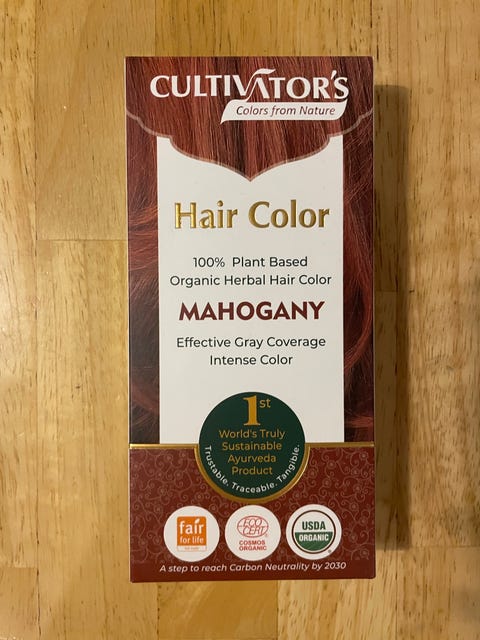 CULTIVATOR'S
Colors from Nature
Hair Color
100% Plant Based
Organic Herbal Hair Color
MAHOGANY
Effective Gray Coverage
Intense Color
1st
World's Truly
Sustainable
Ayurveda
Product
Trustable. Traceable. Tangible.
fair
for life
ECO
CERT
COSMOS
ORGANIC
USDA
ORGANIC
A step to reach Carbon Neutrality by 2030